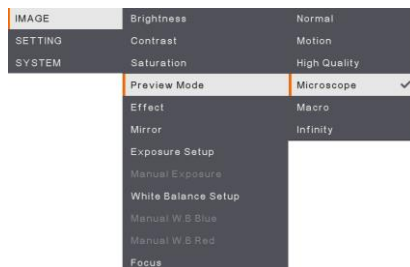 IMAGE
SETTING
SYSTEM
Brightness
Contrast
Saturation
Preview Mode
Effect
Mirror
Exposure Setup
Manual Exposure
White Balance Setup
Manual W.B Blue
Manual W.B Red
Focus
Normal
Motion
High Quality
Microscope
Macro
Infinity